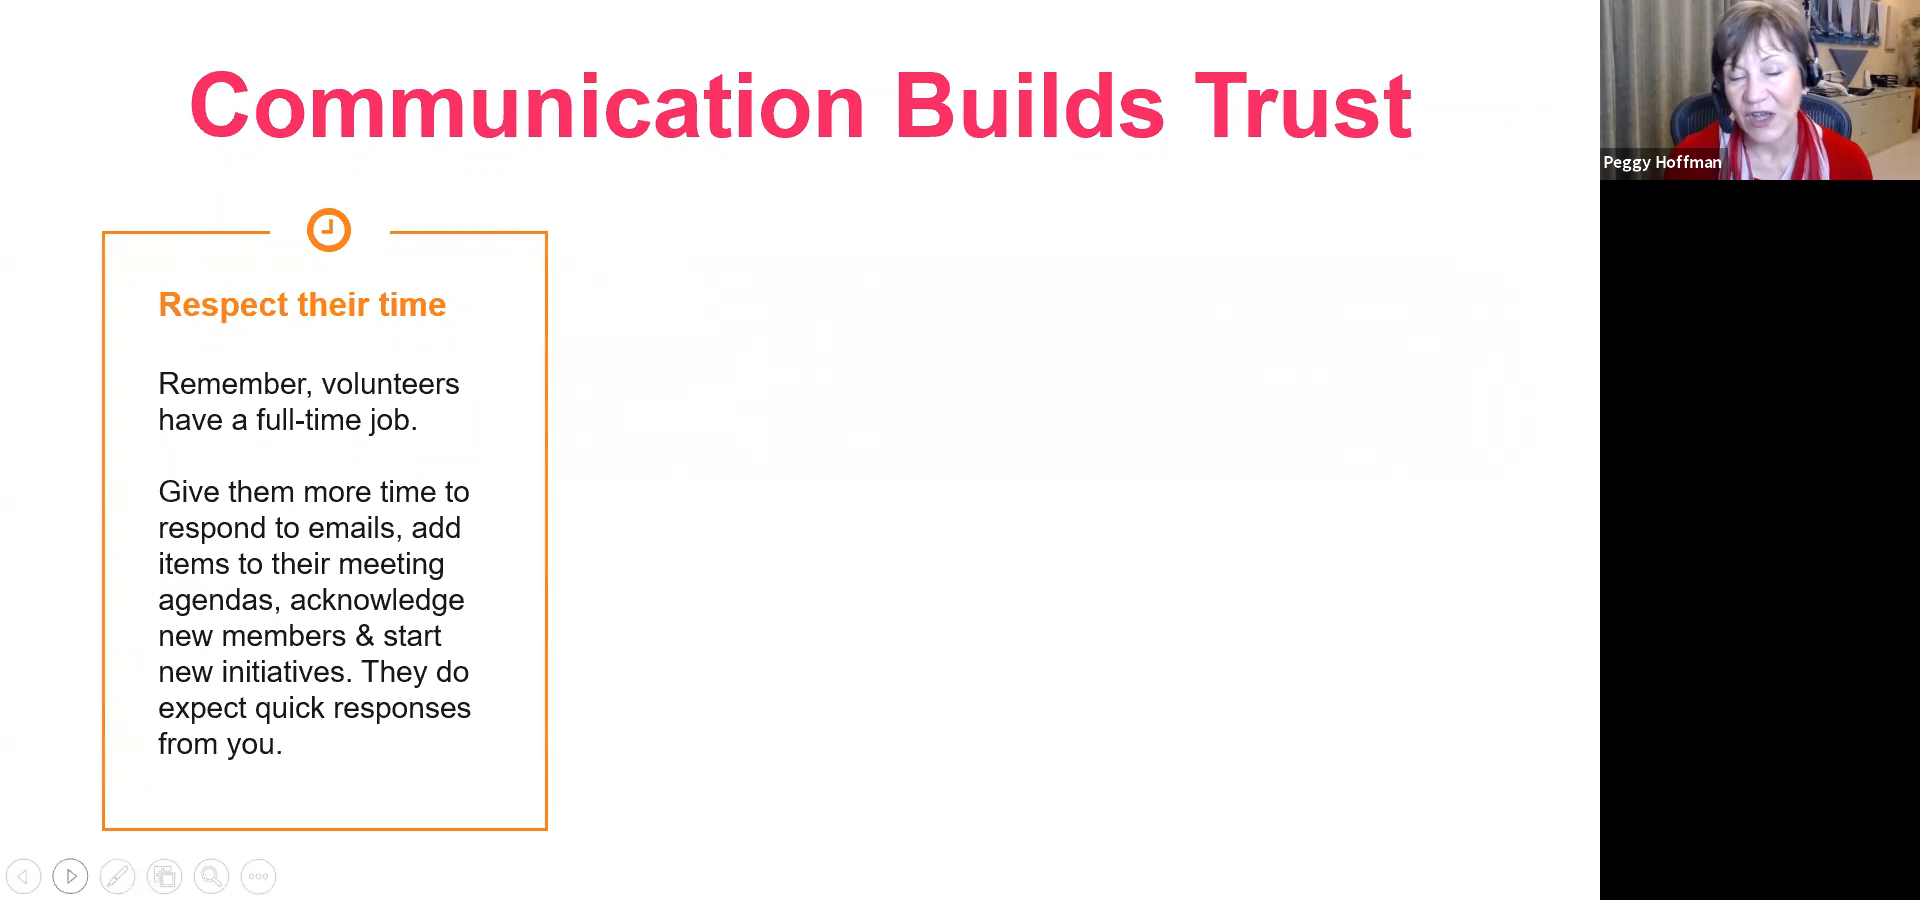 Communication Builds Trust
Respect their time
Remember, volunteers
have a full-time job.
Give them more time to
respond to emails, add
items to their meeting
agendas, acknowledge
new members & start
new initiatives. They do
expect quick responses
from you.
Peggy Hoffman